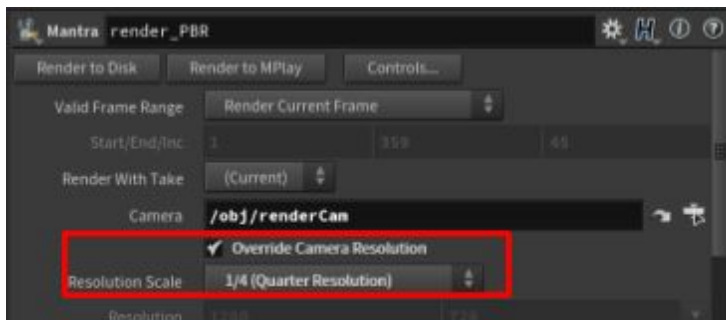 Mantra render_PBR
Render to Disk Render to MPlay Controls...
Valid Frame Range Render Current Frame
Start/End/Inc 1 359 45
Render With Take (Current)
Camera /obj/renderCam
Override Camera Resolution
Resolution Scale 1/4 (Quarter Resolution)
Resolution 1280 720